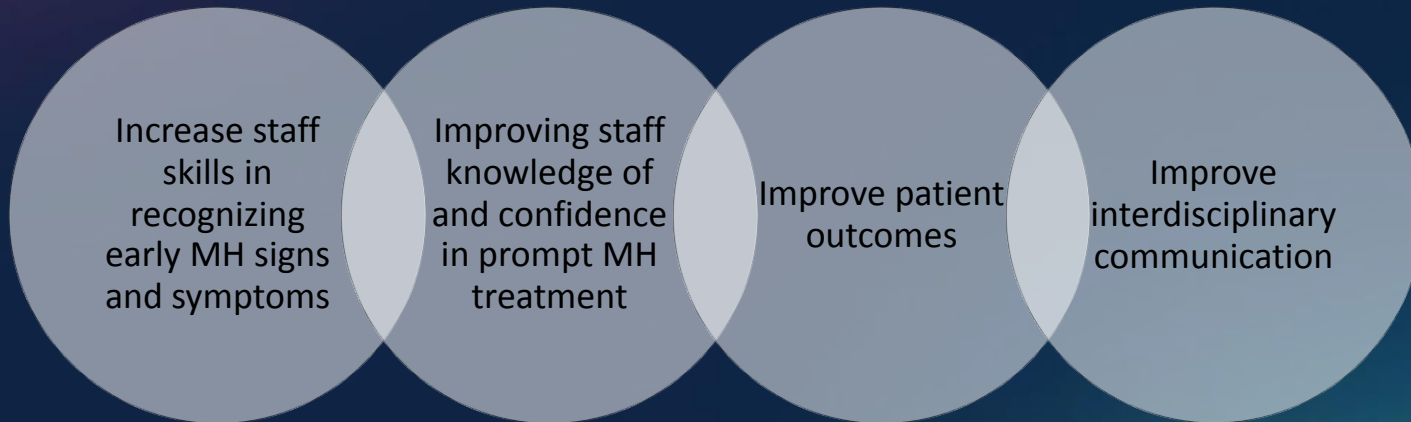 Increase staff
skills in
recognizing
early MH signs
and symptoms
Improving staff
knowledge of
and confidence
in prompt MH
treatment
Improve patient
outcomes
Improve
interdisciplinary
communication